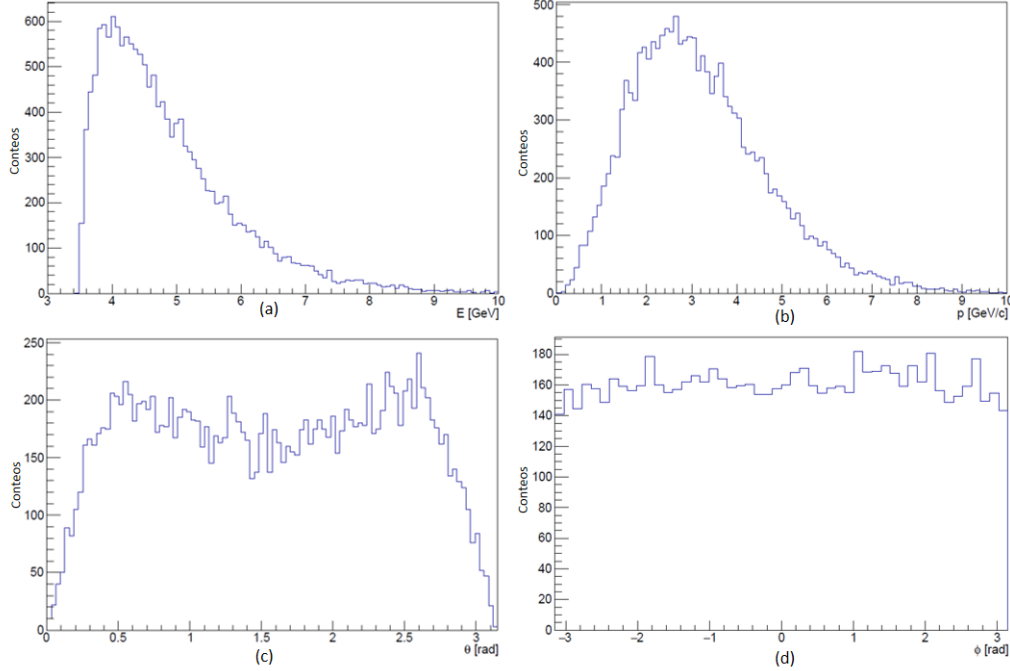 600
500
400
300
200
100
0
Conteos
3 4 5 6 7 8 9 10
E [GeV]
(a)
500
400
300
200
100
0
Conteos
0 1 2 3 4 5 6 7 8 9 10
p [GeV/c]
(b)
250
200
150
100
50
0
Conteos
0 0.5 1 1.5 2 2.5 3
θ [rad]
(c)
180
160
140
120
100
80
60
40
20
0
Conteos
−3 −2 −1 0 1 2 3
ϕ [rad]
(d)